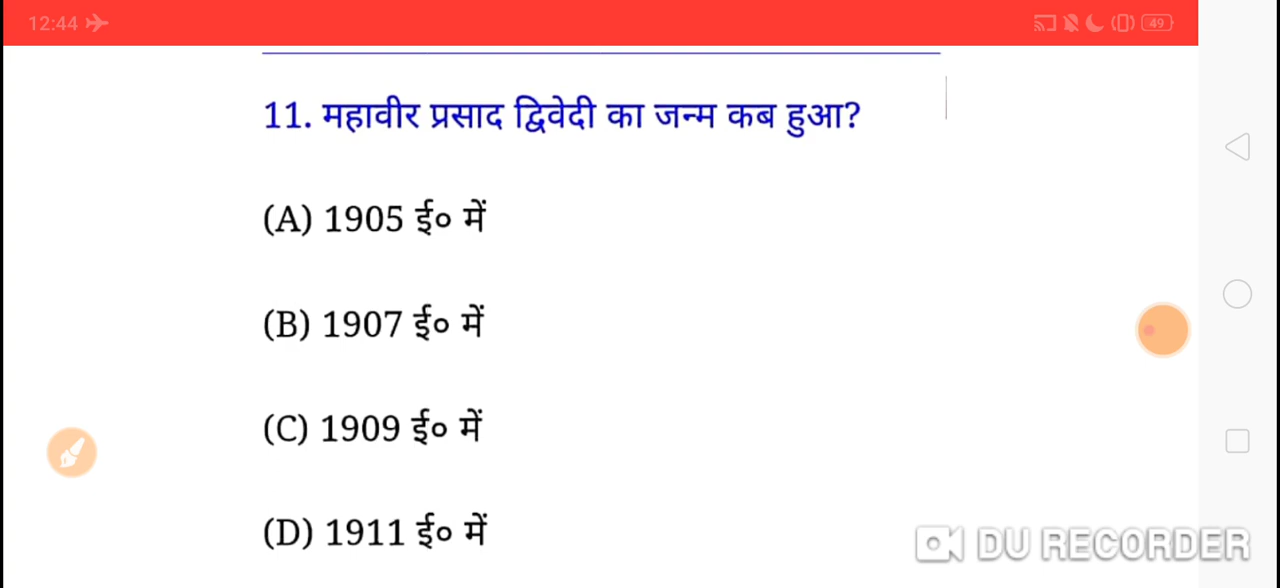 12:44
49
11. महावीर प्रसाद द्विवेदी का जन्म कब हुआ?
(A) 1905 ई० में
(B) 1907 ई० में
(C) 1909 ई० में
(D) 1911 ई० में
DU RECORDER